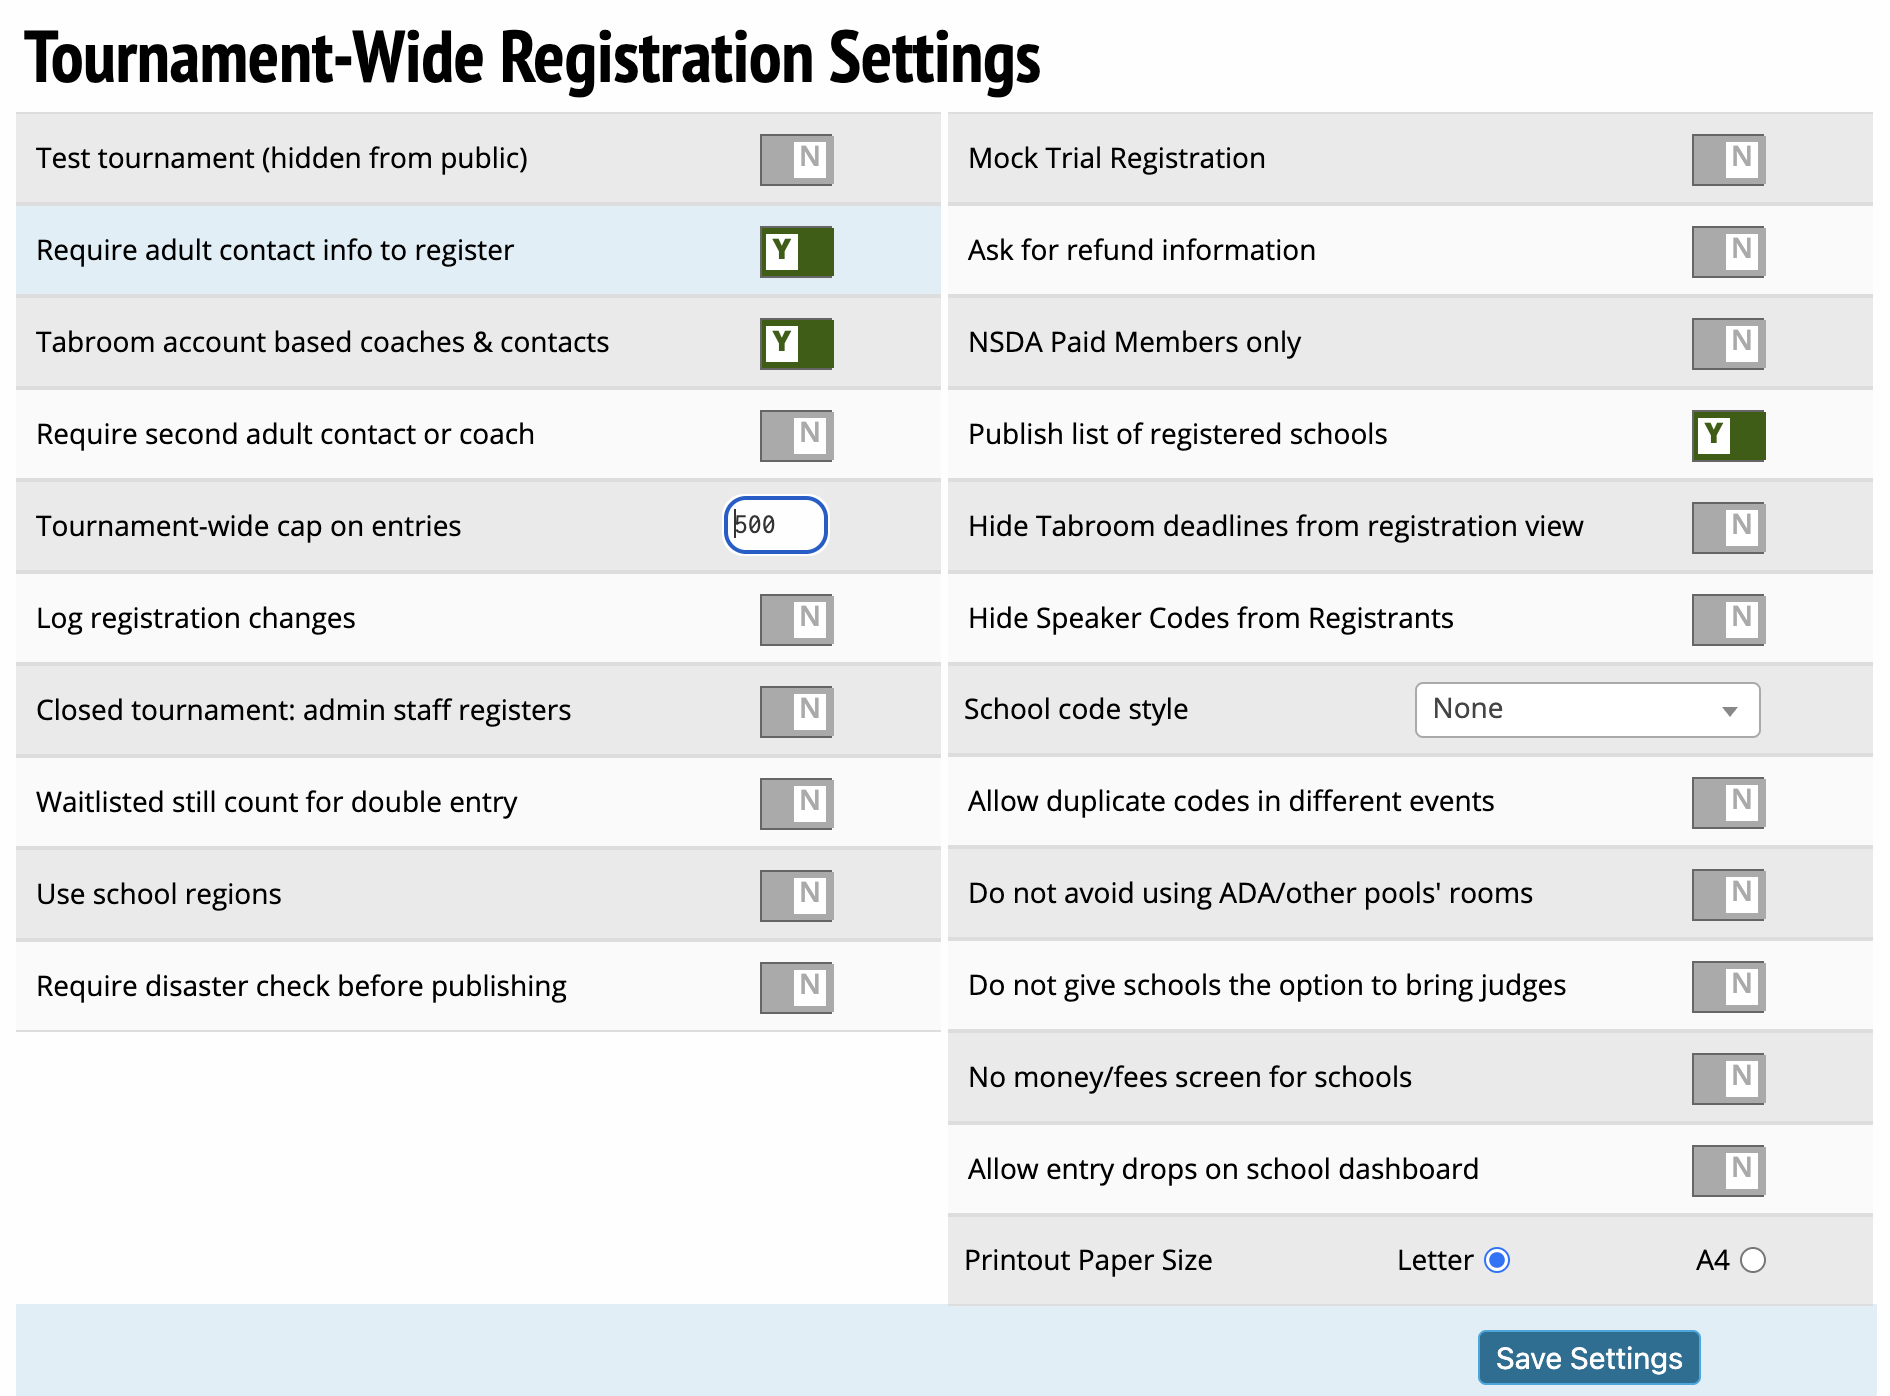 Tournament-Wide Registration Settings
Test tournament (hidden from public) N
Require adult contact info to register Y
Tabroom account based coaches & contacts Y
Require second adult contact or coach N
Tournament-wide cap on entries 500
Log registration changes N
Closed tournament: admin staff registers N
Waitlisted still count for double entry N
Use school regions N
Require disaster check before publishing N
Mock Trial Registration N
Ask for refund information N
NSDA Paid Members only N
Publish list of registered schools Y
Hide Tabroom deadlines from registration view N
Hide Speaker Codes from Registrants N
School code style None
Allow duplicate codes in different events N
Do not avoid using ADA/other pools' rooms N
Do not give schools the option to bring judges N
No money/fees screen for schools N
Allow entry drops on school dashboard N
Printout Paper Size Letter A4
Save Settings